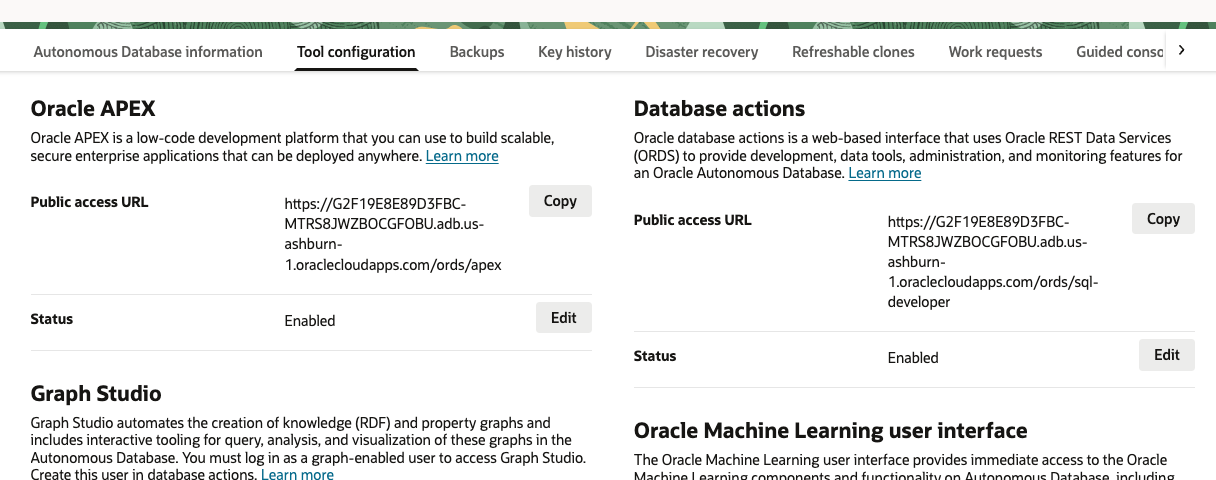 Autonomous Database information Tool configuration Backups Key history Disaster recovery Refreshable clones Work requests Guided conso
Oracle APEX
Oracle APEX is a low-code development platform that you can use to build scalable,
secure enterprise applications that can be deployed anywhere. Learn more
Public access URL
https://G2F19E8E89D3FBC-
MTRS8JWZBOCGFOBU.adb.us-
ashburn-
1.oraclecloudapps.com/ords/apex
Copy
Status Enabled Edit
Graph Studio
Graph Studio automates the creation of knowledge (RDF) and property graphs and
includes interactive tooling for query, analysis, and visualization of these graphs in the
Autonomous Database. You must log in as a graph-enabled user to access Graph Studio.
Create this user in database actions. Learn more
Database actions
Oracle database actions is a web-based interface that uses Oracle REST Data Services
(ORDS) to provide development, data tools, administration, and monitoring features for
an Oracle Autonomous Database. Learn more
Public access URL
https://G2F19E8E89D3FBC-
MTRS8JWZBOCGFOBU.adb.us-
ashburn-
1.oraclecloudapps.com/ords/sql-
developer
Copy
Status Enabled Edit
Oracle Machine Learning user interface
The Oracle Machine Learning user interface provides immediate access to the Oracle
Machine Learning components and functionality on Autonomous Database, including